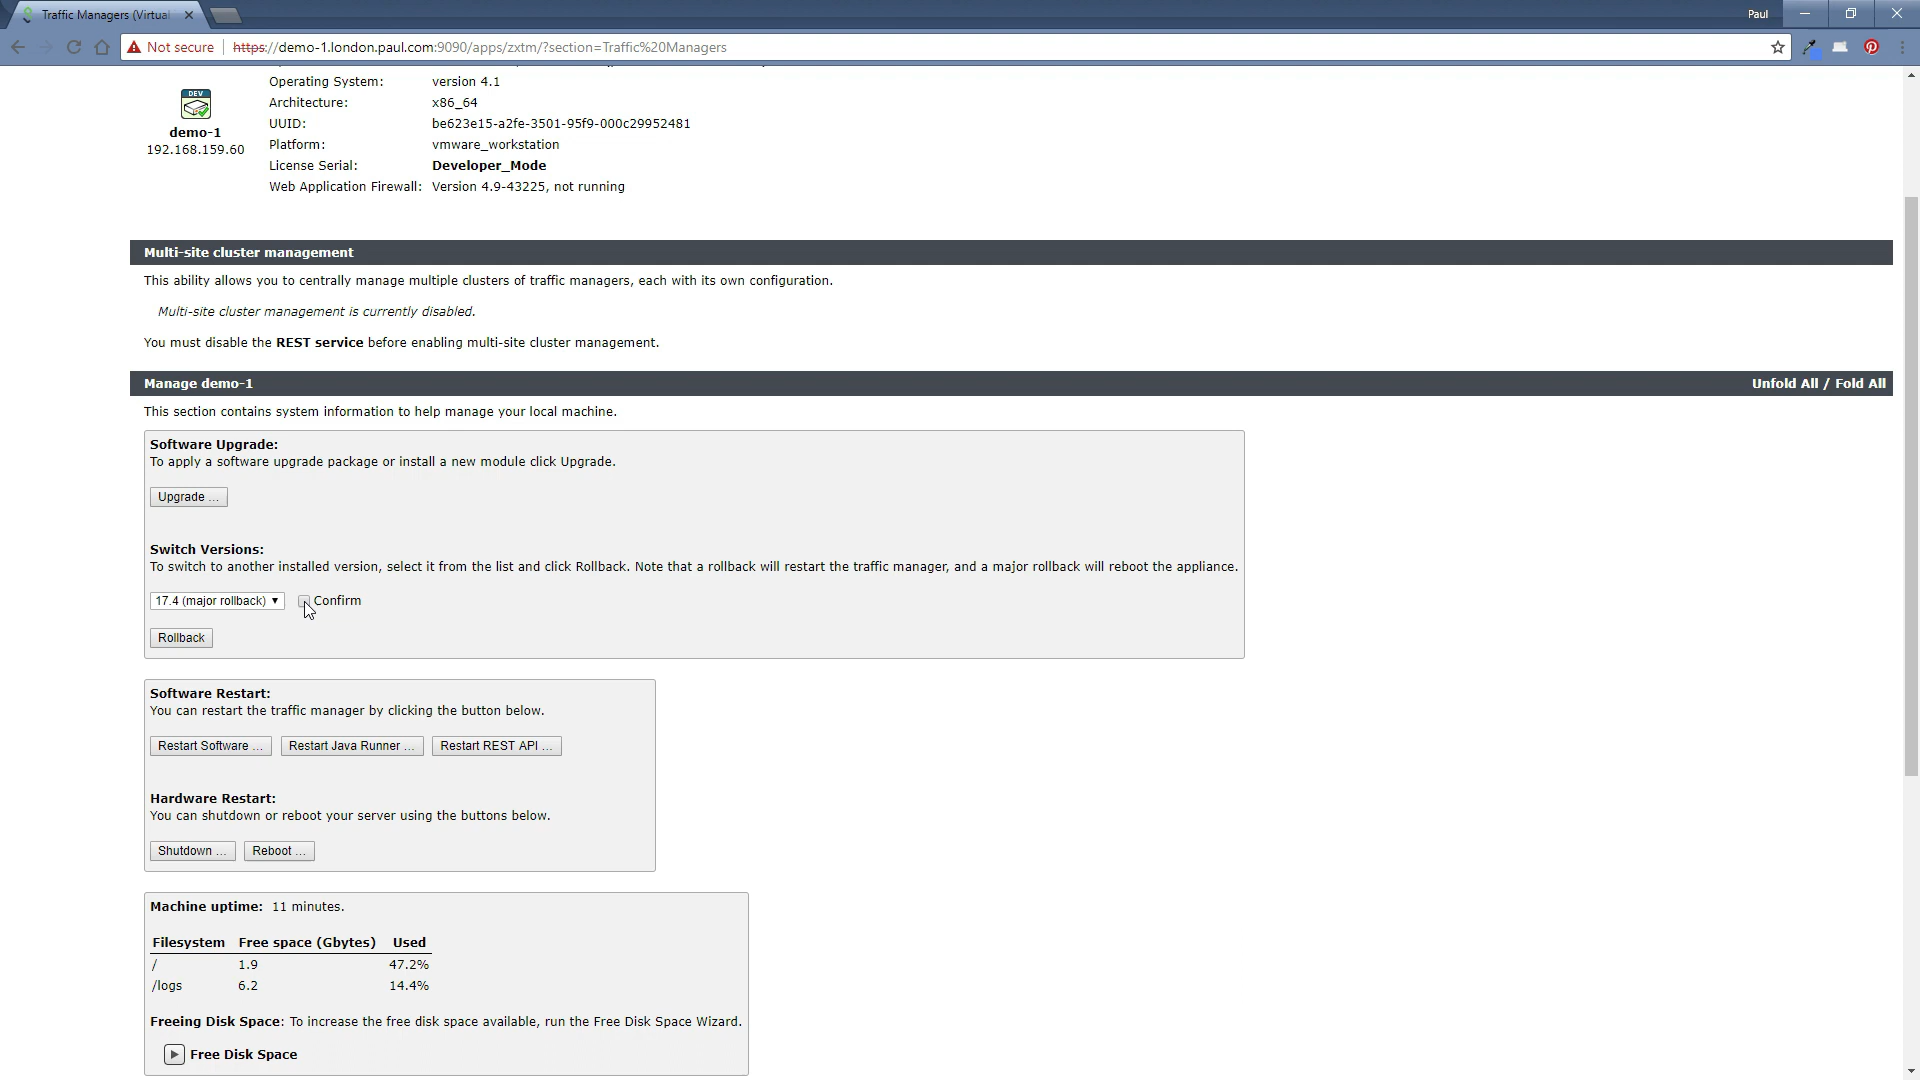 Traffic Managers (Virtual
Paul
Not secure
https://demo-1.london.paul.com:9090/apps/zxtm/?section=Traffic%20Managers
Operating System: version 4.1
DEV
Architecture: x86_64
UUID: be623e15-a2fe-3501-95f9-000c29952481
demo-1
Platform: vmware_workstation
192.168.159.60
License Serial: Developer_Mode
Web Application Firewall: Version 4.9-43225, not running
Multi-site cluster management
This ability allows you to centrally manage multiple clusters of traffic managers, each with its own configuration.
Multi-site cluster management is currently disabled.
You must disable the REST service before enabling multi-site cluster management.
Manage demo-1 Unfold All / Fold All
This section contains system information to help manage your local machine.
Software Upgrade:
To apply a software upgrade package or install a new module click Upgrade.
Upgrade ...
Switch Versions:
To switch to another installed version, select it from the list and click Rollback. Note that a rollback will restart the traffic manager, and a major rollback will reboot the appliance.
17.4 (major rollback) Confirm
Rollback
Software Restart:
You can restart the traffic manager by clicking the button below.
Restart Software ... Restart Java Runner ... Restart REST API ...
Hardware Restart:
You can shutdown or reboot your server using the buttons below.
Shutdown ... Reboot ...
Machine uptime: 11 minutes.
Filesystem Free space (Gbytes) Used
/ 1.9 47.2%
/logs 6.2 14.4%
Freeing Disk Space: To increase the free disk space available, run the Free Disk Space Wizard.
Free Disk Space